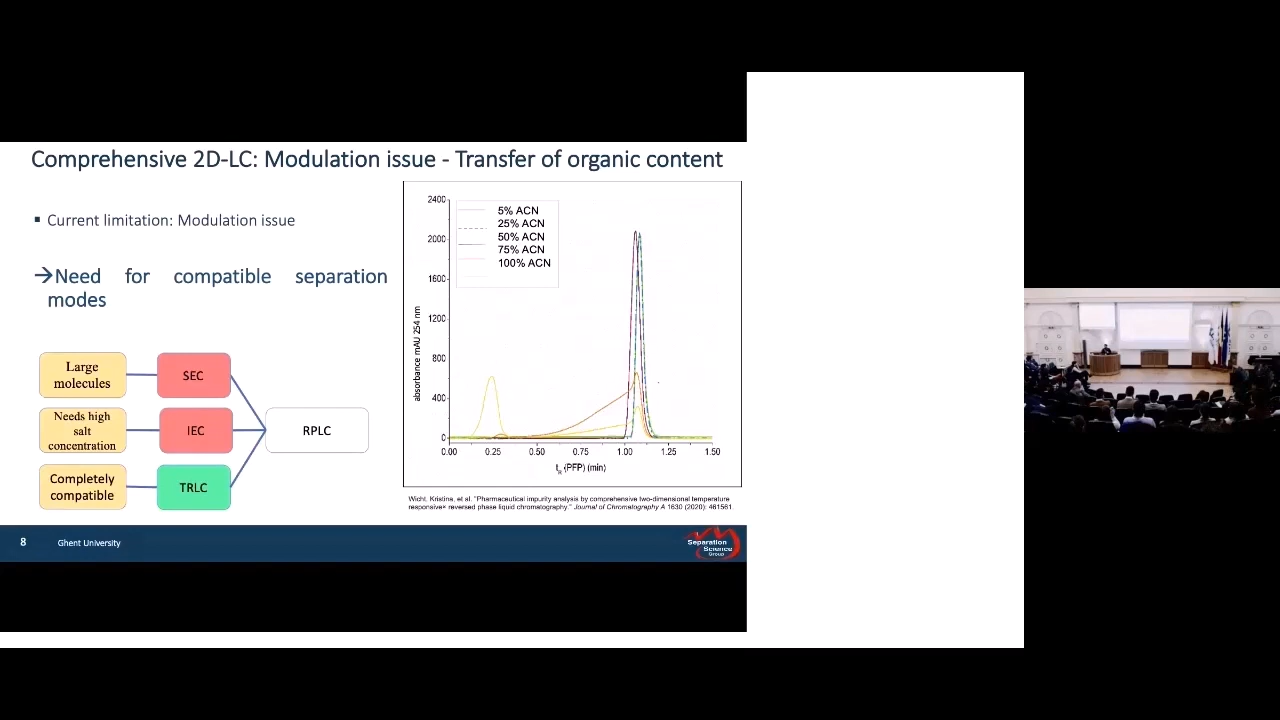 Comprehensive 2D-LC: Modulation issue - Transfer of organic content
▪ Current limitation: Modulation issue
→Need for compatible separation
modes
Large
molecules
SEC
Needs high
salt
concentration
IEC
RPLC
Completely
compatible
TRLC
2400
2000
1600
1200
800
400
0
absorbance mAU 254 nm
5% ACN
25% ACN
50% ACN
75% ACN
100% ACN
0.00 0.25 0.50 0.75 1.00 1.25 1.50
tR (PFP) (min)
Wicht, Kristina, et al. "Pharmaceutical impurity analysis by comprehensive two-dimensional temperature
responsive× reversed phase liquid chromatography." Journal of Chromatography A 1630 (2020): 461561.
8 Ghent University
Separation
Science
Group